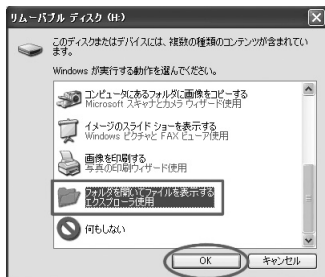 リムーバブル ディスク (H:)
このディスクまたはデバイスには、複数の種類のコンテンツが含まれてい
ます。
Windows が実行する動作を選んでください。
コンピュータにあるフォルダに画像をコピーする
Microsoft スキャナとカメラ ウィザード使用
イメージのスライド ショーを表示する
Windows ピクチャと FAX ビューア使用
画像を印刷する
写真の印刷ウィザード使用
フォルダを開いてファイルを表示する
エクスプローラ使用
何もしない
OK
キャンセル